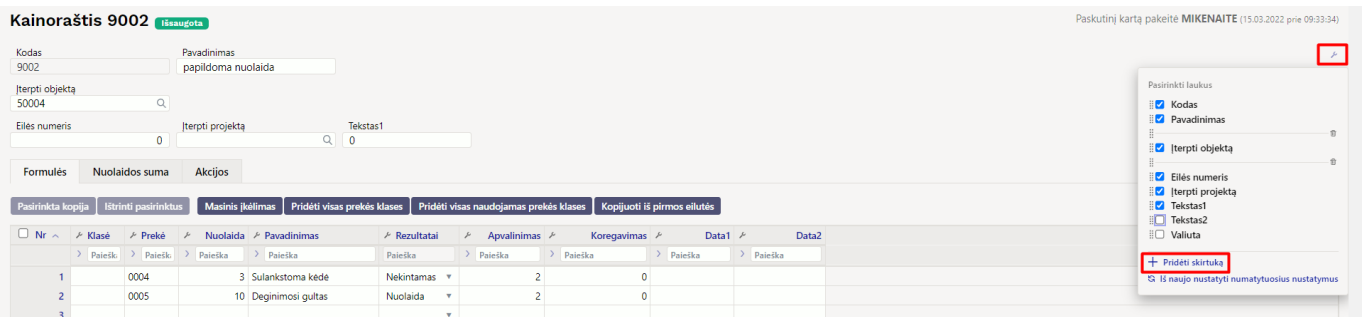 Kainoraštis 9002 Išsaugota Paskutinį kartą pakeitė MIKENAITE (15.03.2022 prie 09:33:34)
Kodas Pavadinimas
9002 papildoma nuolaida
Įterpti objektą
50004
Eilės numeris Įterpti projektą Tekstas1
0 0
Formulės Nuolaidos suma Akcijos
Pasirinkta kopija Ištrinti pasirinktus Masinis įkėlimas Pridėti visas prekės klases Pridėti visas naudojamas prekės klases Kopijuoti iš pirmos eilutės
Nr Klasė Prekė Nuolaida Pavadinimas Rezultatai Apvalinimas Koregavimas Data1 Data2
Paiešk Paiešk Paieška Paieška Paieška Paieška Paieška Paieška Paieška
1 0004 3 Sulankstoma kėdė Nekintamas 2 0
2 0005 10 Deginimosi gultas Nuolaida 2 0
3
Pasirinkti laukus
Kodas
Pavadinimas
Įterpti objektą
Eilės numeris
Įterpti projektą
Tekstas1
Tekstas2
Valiuta
+ Pridėti skirtuką
Iš naujo nustatyti numatytuosius nustatymus